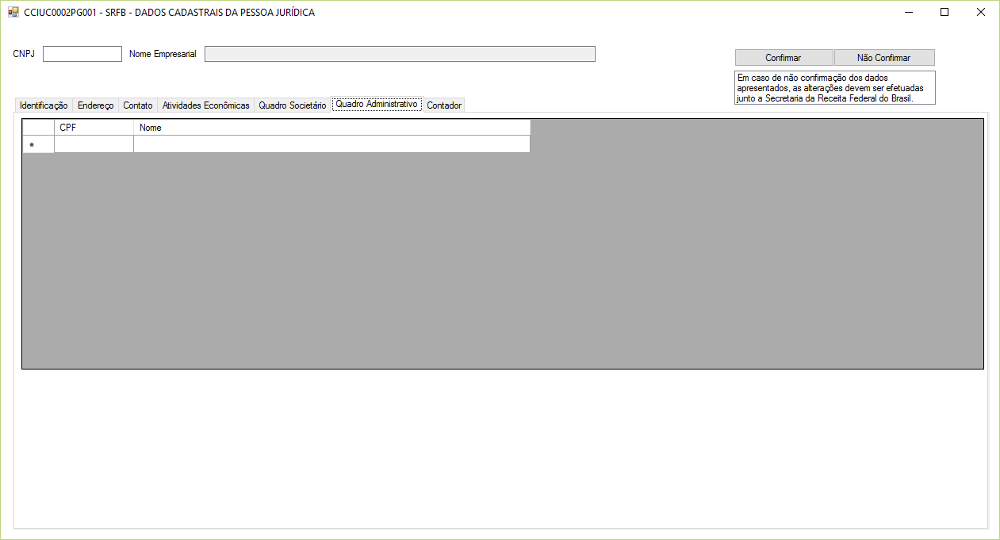 CCIUC0002PG001 - SRFB - DADOS CADASTRAIS DA PESSOA JURÍDICA
CNPJ
Nome Empresarial
Confirmar
Não Confirmar
Em caso de não confirmação dos dados
apresentados, as alterações devem ser efetuadas
junto a Secretaria da Receita Federal do Brasil.
Identificação
Endereço
Contato
Atividades Econômicas
Quadro Societário
Quadro Administrativo
Contador
CPF
Nome